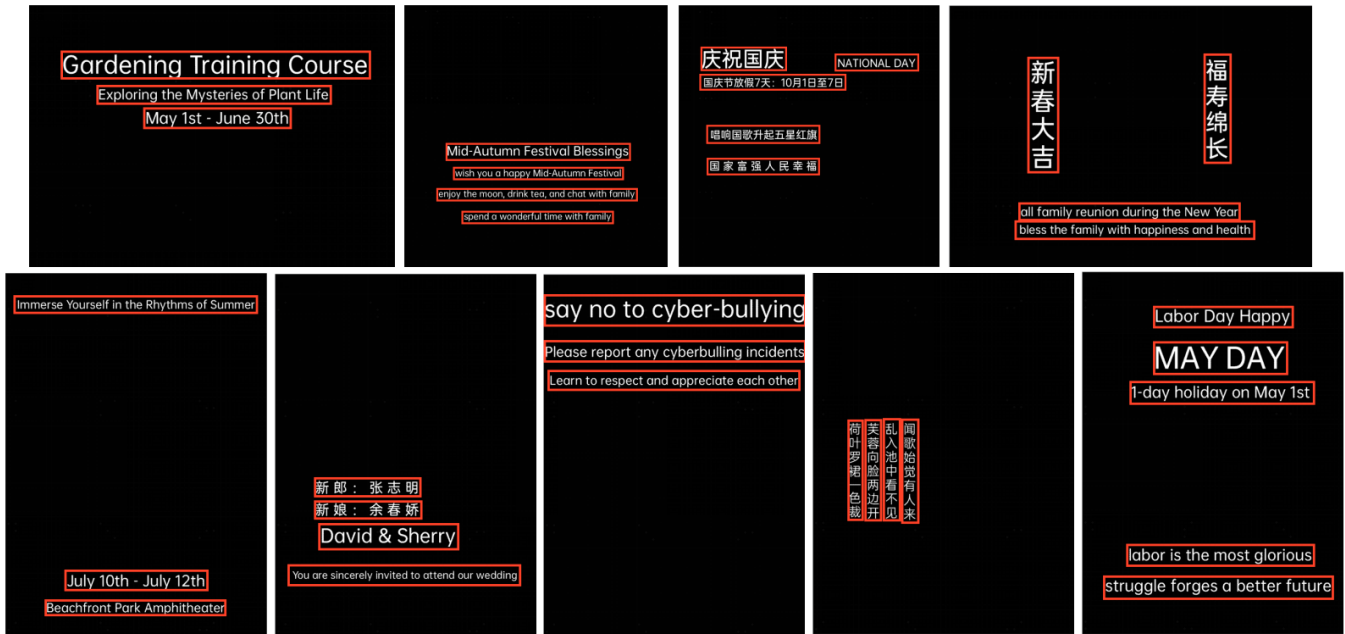 Gardening Training Course
Exploring the Mysteries of Plant Life
May 1st - June 30th
Mid-Autumn Festival Blessings
wish you a happy Mid-Autumn Festival
enjoy the moon, drink tea, and chat with family
spend a wonderful time with family
庆祝国庆
NATIONAL DAY
国庆节放假7天：10月1日至7日
唱响国歌升起五星红旗
国家富强人民幸福
新春大吉
福寿绵长
all family reunion during the New Year
bless the family with happiness and health
Immerse Yourself in the Rhythms of Summer
July 10th - July 12th
Beachfront Park Amphitheater
新郎：张志明
新娘：余春娇
David & Sherry
You are sincerely invited to attend our wedding
say no to cyber-bullying
Please report any cyberbulling incidents
Learn to respect and appreciate each other
荷叶罗裙一色裁
芙蓉向脸两边开
乱入池中看不见
闻歌始觉有人来
Labor Day Happy
MAY DAY
1-day holiday on May 1st
labor is the most glorious
struggle forges a better future